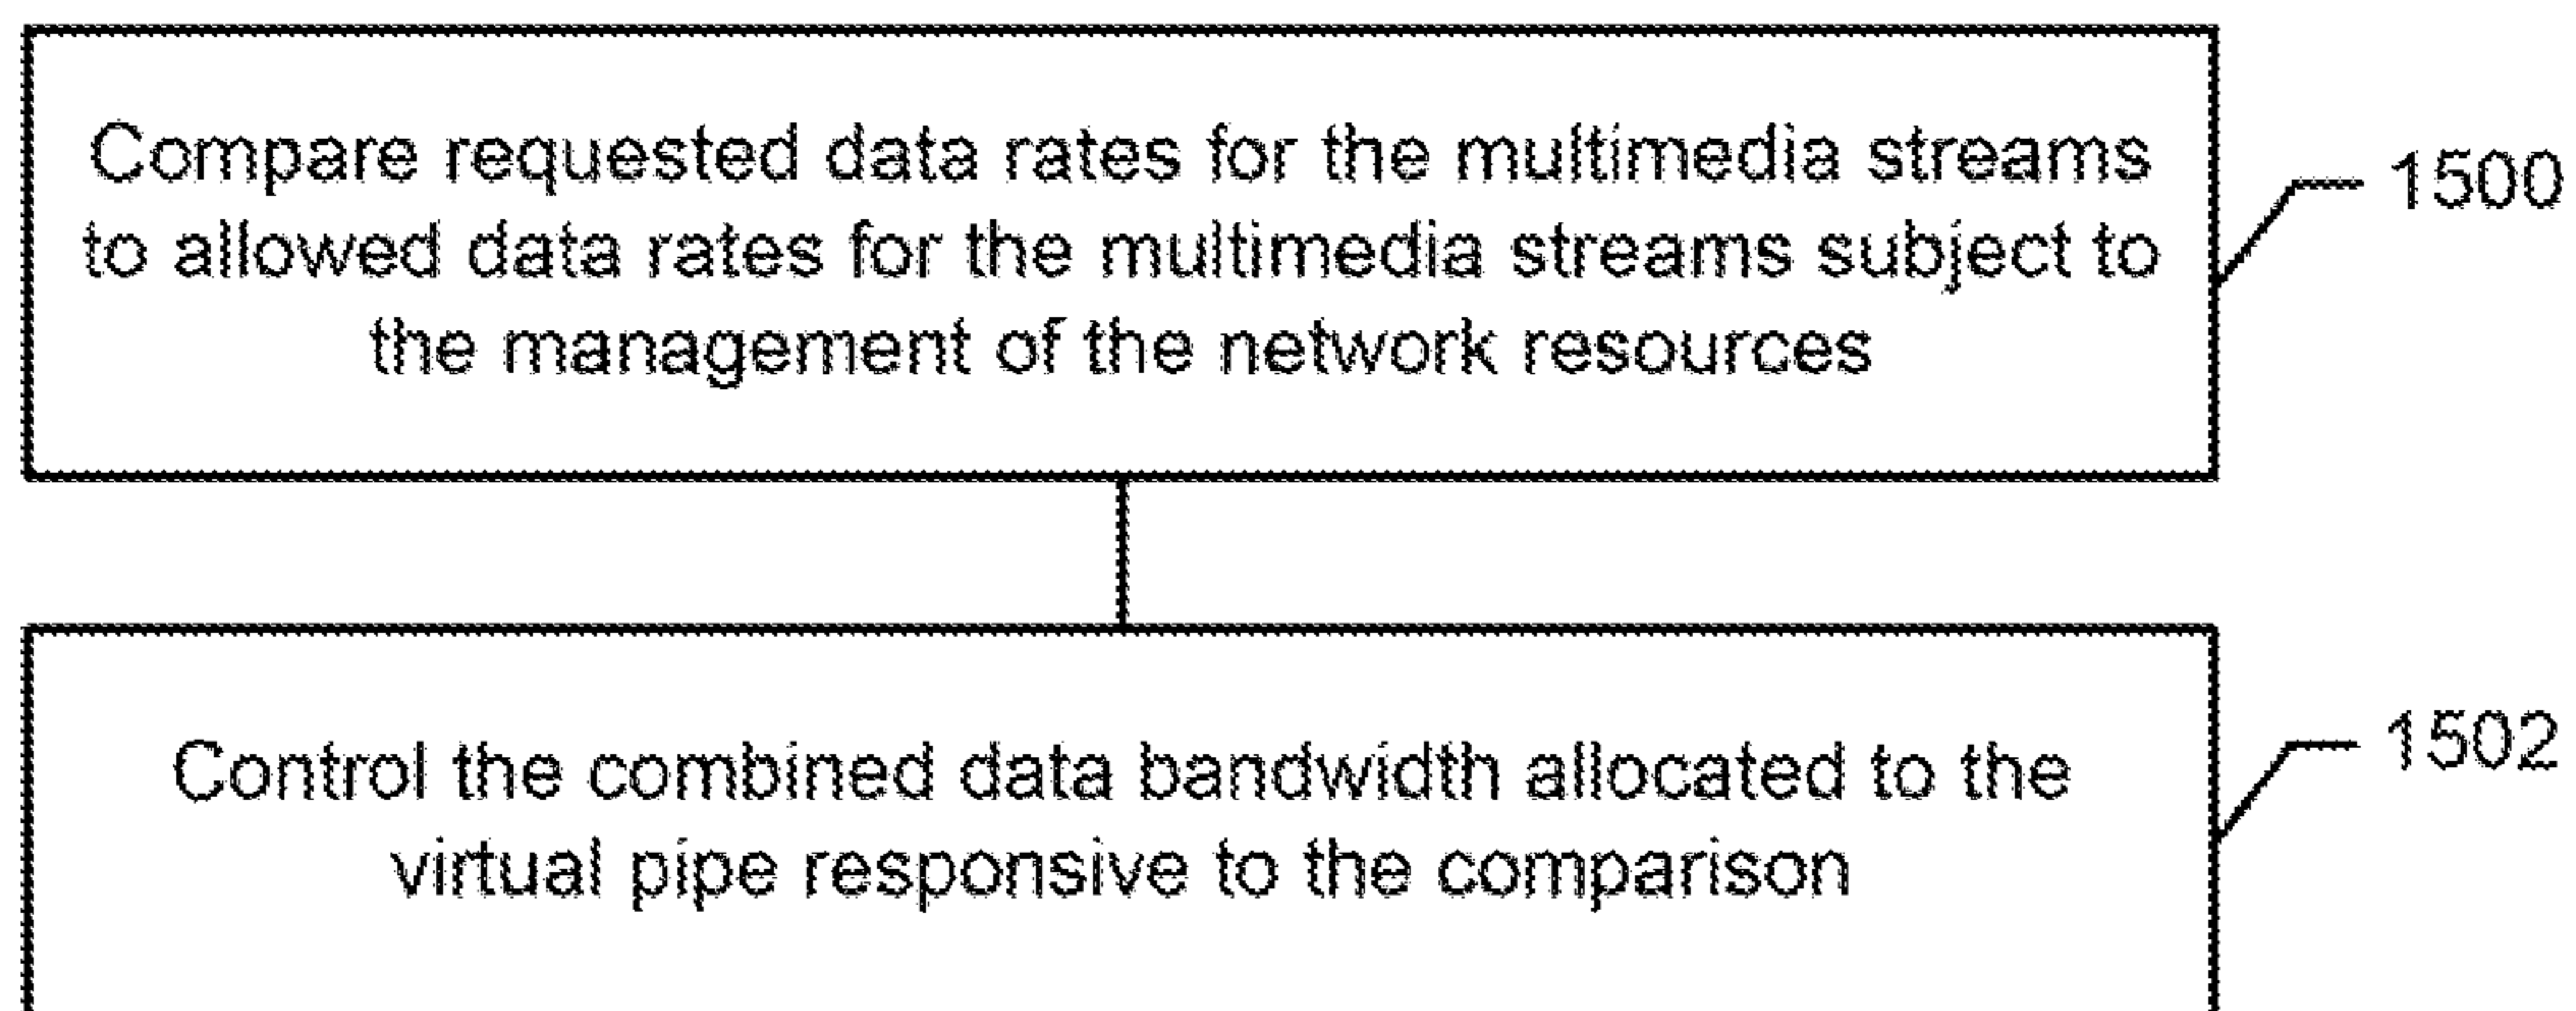 Compare requested data rates for the multimedia streams
to allowed data rates for the multimedia streams subject to
the management of the network resources
1500
Control the combined data bandwidth allocated to the
virtual pipe responsive to the comparison
1502